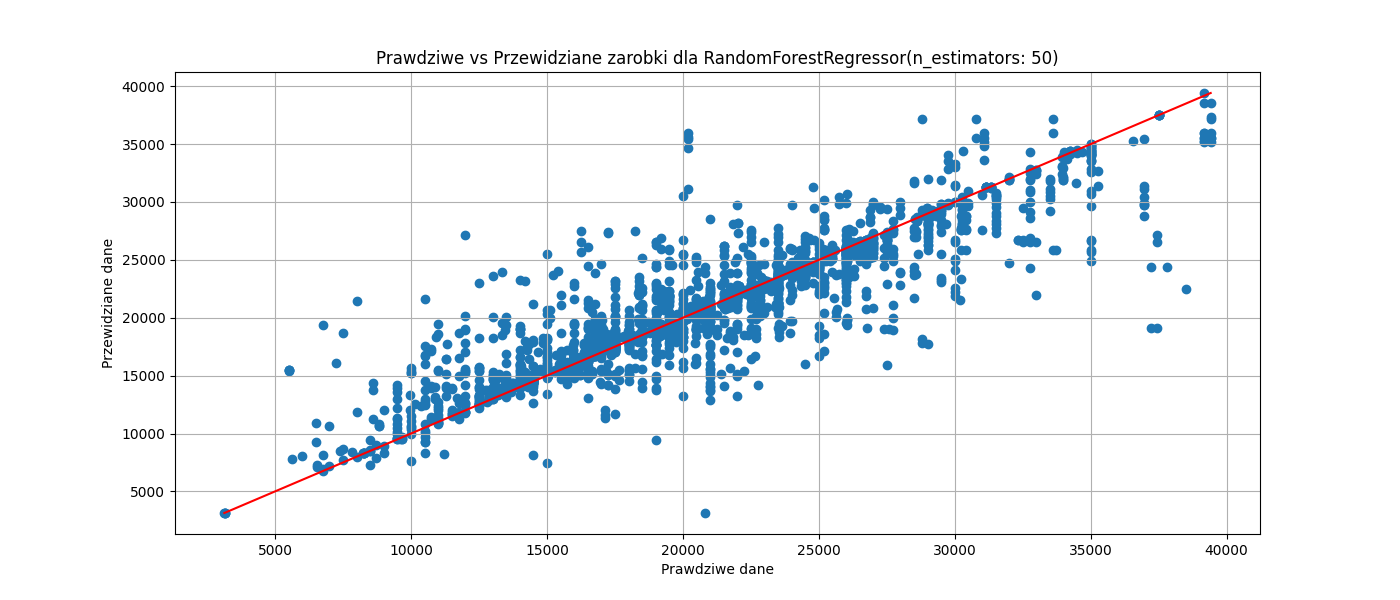 Prawdziwe vs Przewidziane zarobki dla RandomForestRegressor(n_estimators: 50)
40000
35000
30000
25000
20000
15000
10000
5000
Przewidziane dane
5000 10000 15000 20000 25000 30000 35000 40000
Prawdziwe dane